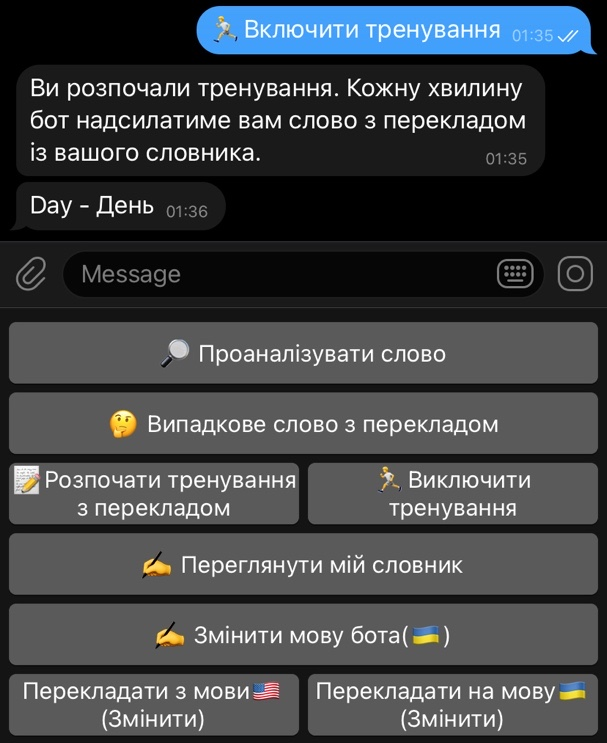 🏃Включити тренування 01:35
Ви розпочали тренування. Кожну хвилину
бот надсилатиме вам слово з перекладом
із вашого словника. 01:35
Day - День 01:36
Message
🔎 Проаналізувати слово
🤔 Випадкове слово з перекладом
📝Розпочати тренування
з перекладом
🏃Виключити
тренування
✍️ Переглянути мій словник
✍️ Змінити мову бота(🇺🇦)
Перекладати з мови🇺🇸
(Змінити)
Перекладати на мову🇺🇦
(Змінити)